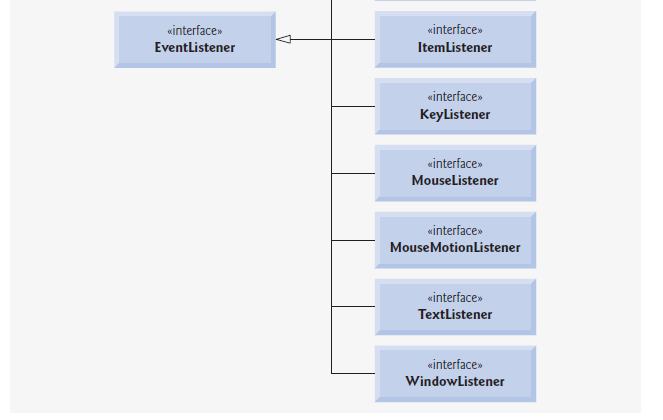 «interface»
EventListener
«interface»
ItemListener
«interface»
KeyListener
«interface»
MouseListener
«interface»
MouseMotionListener
«interface»
TextListener
«interface»
WindowListener